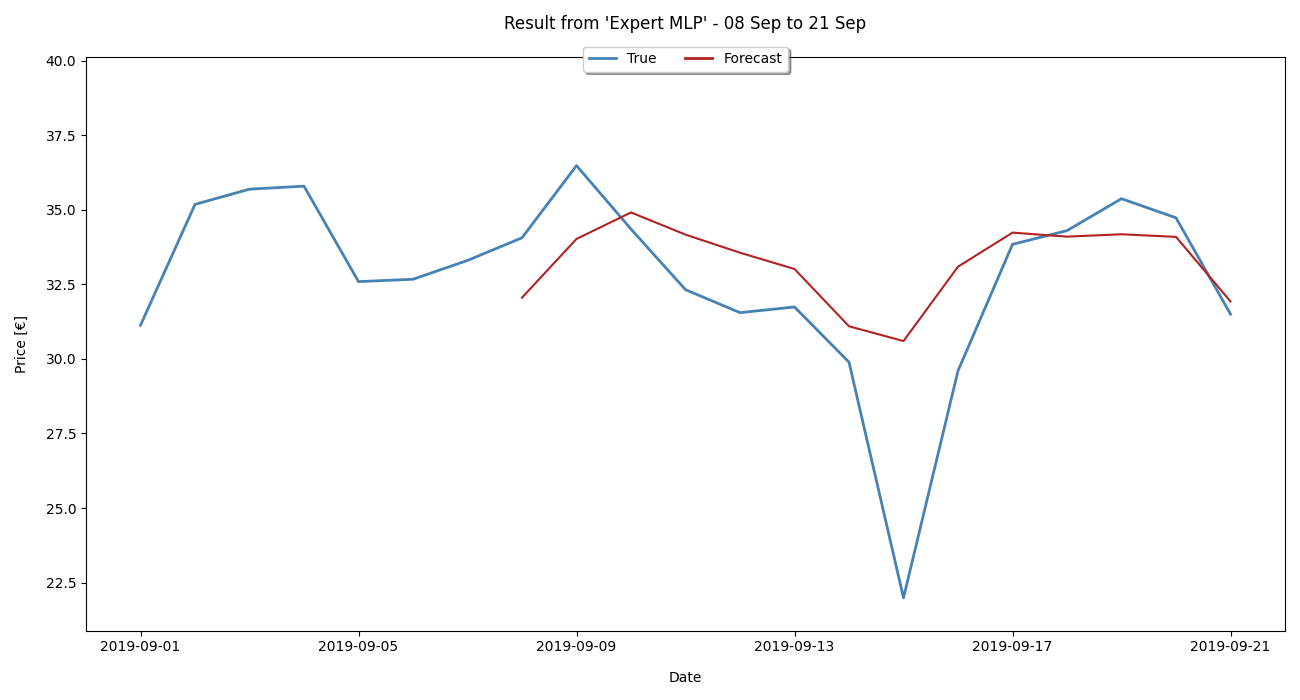 Result from 'Expert MLP' - 08 Sep to 21 Sep
True
Forecast
40.0
37.5
35.0
32.5
30.0
27.5
25.0
22.5
Price [€]
2019-09-01
2019-09-05
2019-09-09
2019-09-13
2019-09-17
2019-09-21
Date